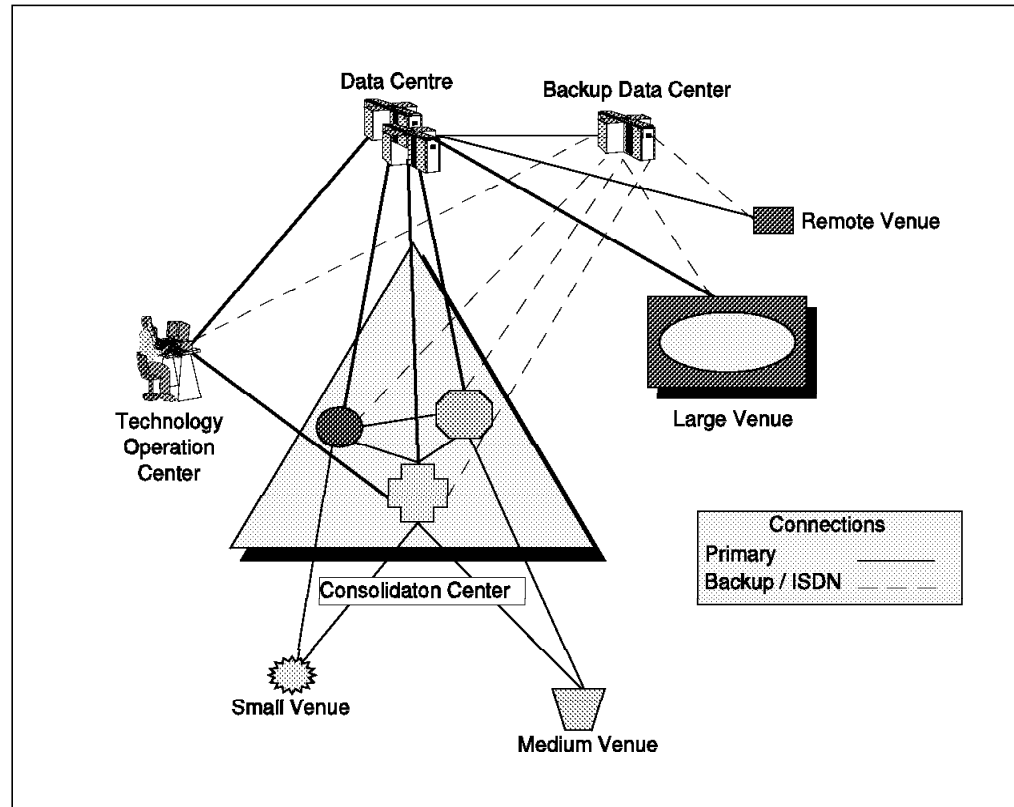 Data Centre
Backup Data Center
Remote Venue
Large Venue
Technology
Operation
Center
Connections
Primary
Backup / ISDN
Consolidaton Center
Small Venue
Medium Venue